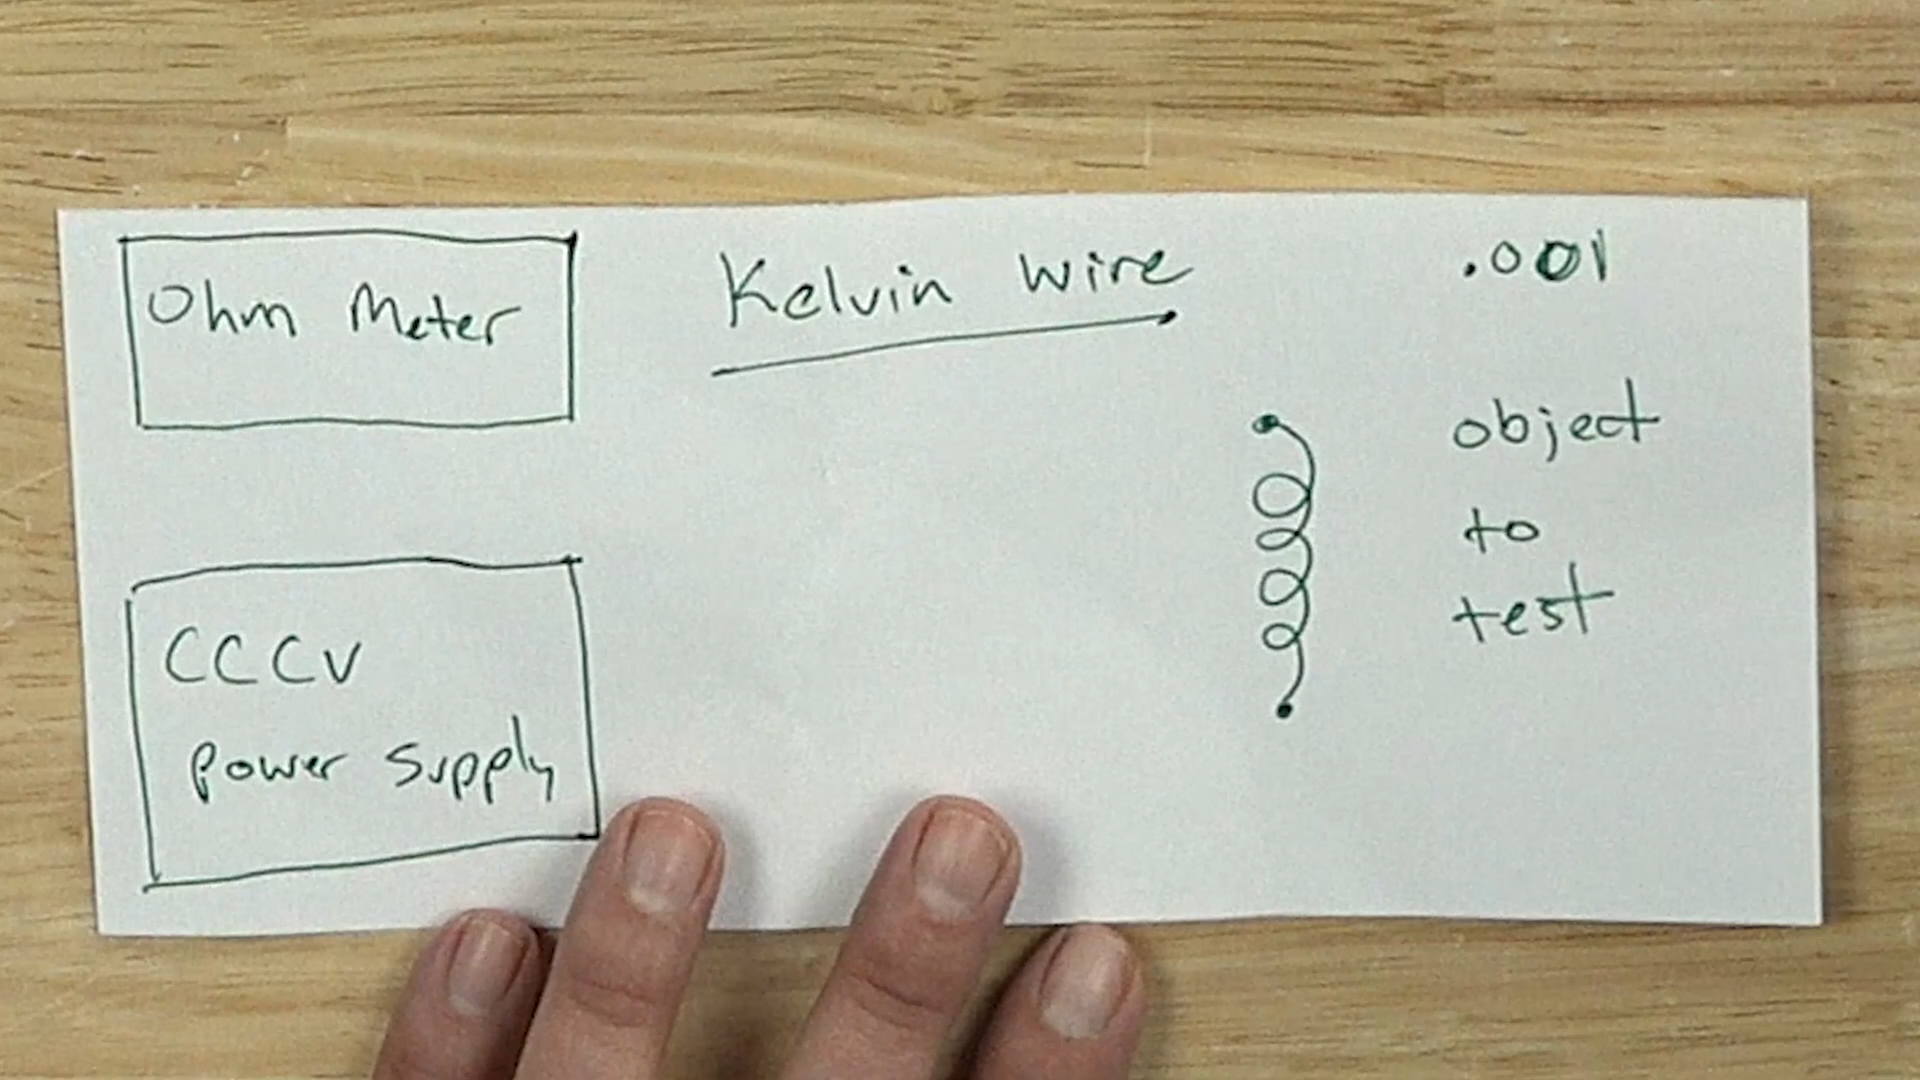 Ohm Meter
Kelvin wire
.001
object
to
test
CCCV
Power Supply